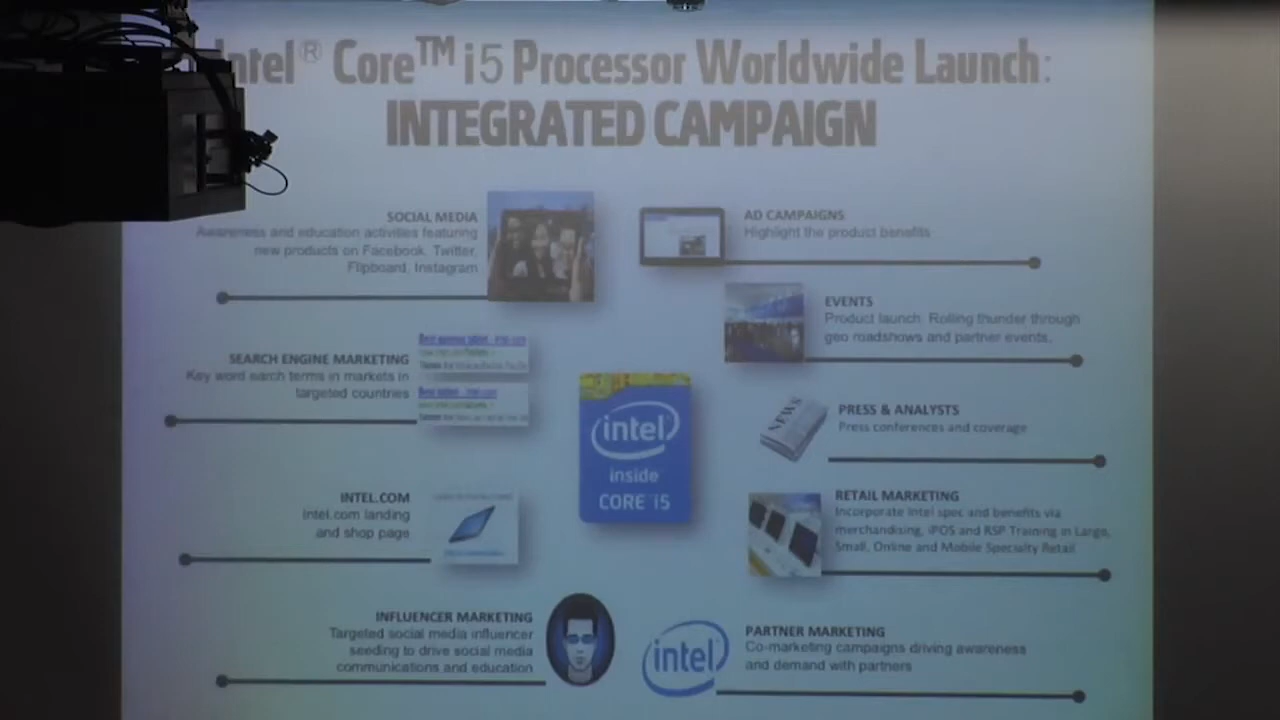 Intel® Core™ i5 Processor Worldwide Launch:
INTEGRATED CAMPAIGN
SOCIAL MEDIA
Awareness and education activities featuring
new products on Facebook, Twitter,
Flipboard, Instagram
AD CAMPAIGNS
Highlight the product benefits
EVENTS
Product launch. Rolling thunder through
geo roadshows and partner events.
SEARCH ENGINE MARKETING
Key word earch terms in markets in
targeted countries
PRESS & ANALYSTS
Press conferences and coverage
NEWS
intel
inside
CORE i5
INTEL.COM
Intel.com landing
and shop page
RETAIL MARKETING
Incorporate Intel spec and benefits via
merchandising, iPOS and RSP Training in Large,
Small, Online and Mobile Specialty Retail
INFLUENCER MARKETING
Targeted social media influencer
seeding to drive social media
communications and education
intel
PARTNER MARKETING
Co-marketing campaigns driving awareness
and demand with partners